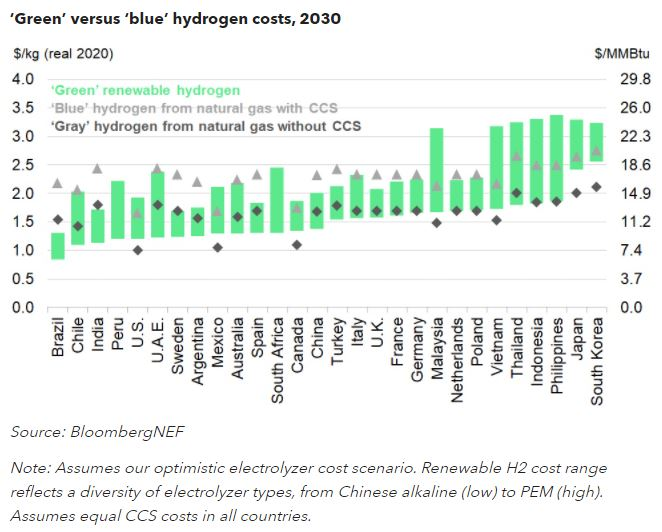 ‘Green’ versus ‘blue’ hydrogen costs, 2030
$/kg (real 2020)
$/MMBtu
‘Green’ renewable hydrogen
‘Blue’ hydrogen from natural gas with CCS
‘Gray’ hydrogen from natural gas without CCS
4.0
3.5
3.0
2.5
2.0
1.5
1.0
0.5
0.0
29.8
26.0
22.3
18.6
14.9
11.2
7.4
3.7
0.0
Brazil
Chile
India
Peru
U.S.
U.A.E.
Sweden
Argentina
Mexico
Australia
Spain
South Africa
Canada
China
Turkey
Italy
U.K.
France
Germany
Malaysia
Netherlands
Poland
Vietnam
Thailand
Indonesia
Philippines
Japan
South Korea
Source: BloombergNEF
Note: Assumes our optimistic electrolyzer cost scenario. Renewable H2 cost range
reflects a diversity of electrolyzer types, from Chinese alkaline (low) to PEM (high).
Assumes equal CCS costs in all countries.